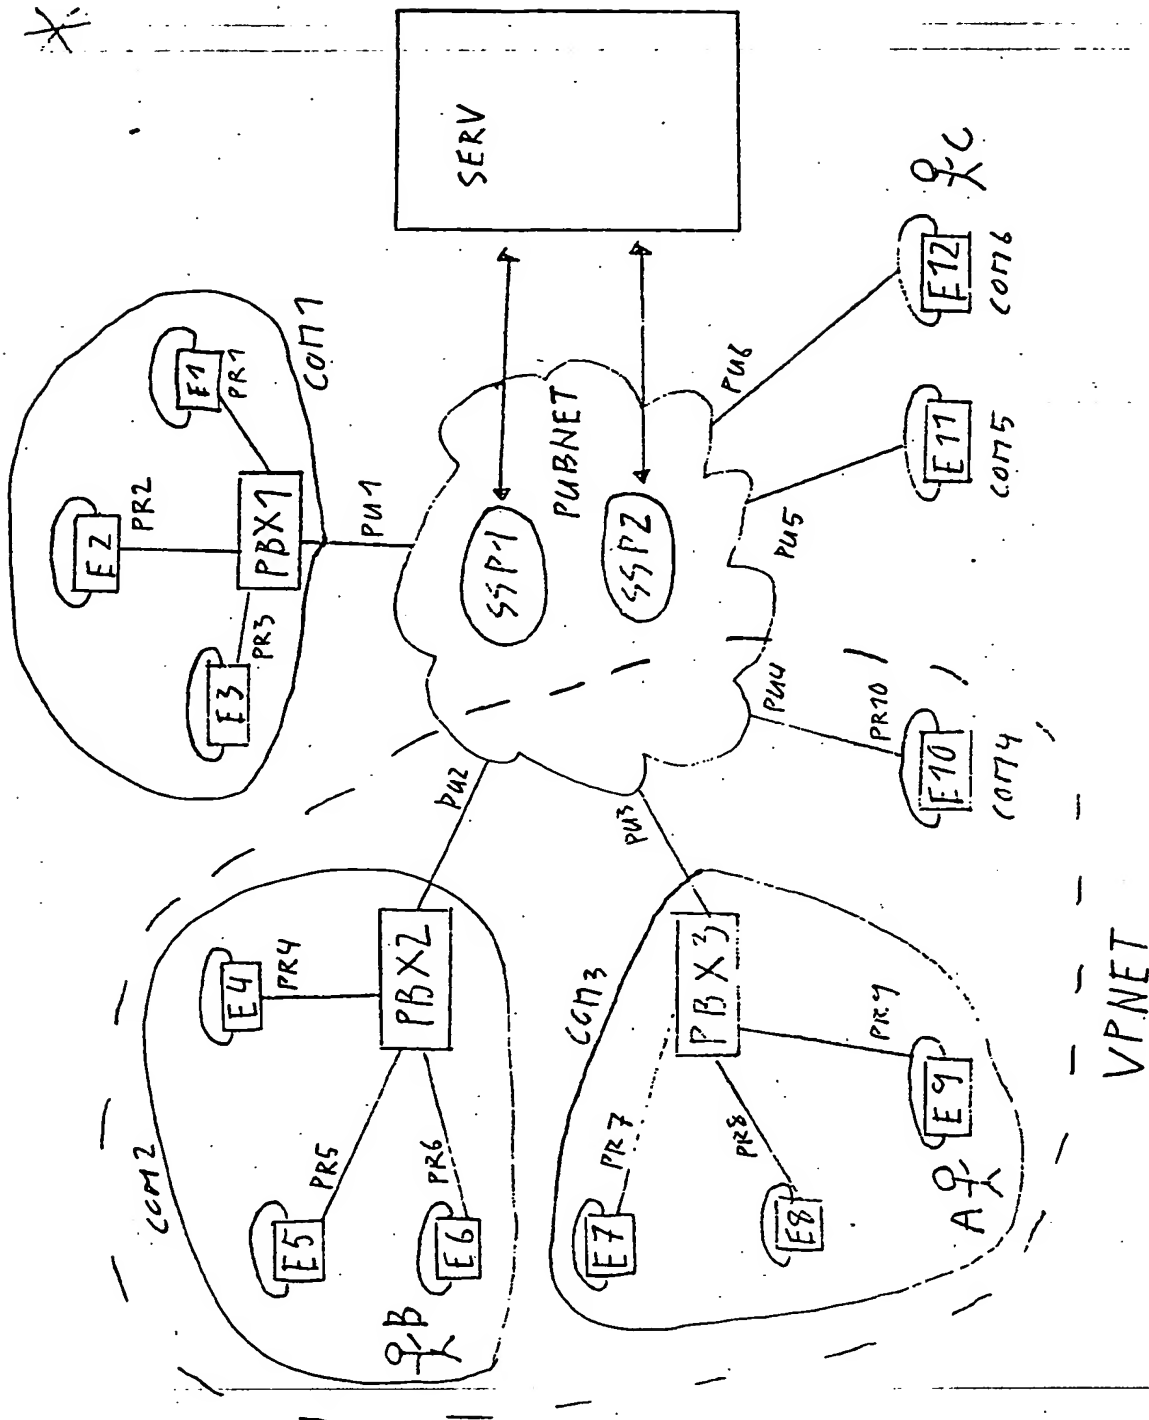 SERV
C
E12
COM6
E11
COM5
E10
COM4
PU6
PU5
PU4
PR10
PUBNET
SSP1
SSP2
COM1
E1
PR1
E2
PR2
E3
PR3
PBX1
PU1
PU2
PU3
COM2
PBX2
E4
PR4
E5
PR5
E6
PR6
B
COM3
PBX3
E7
PR7
E8
PR8
E9
PR9
A
VPNET